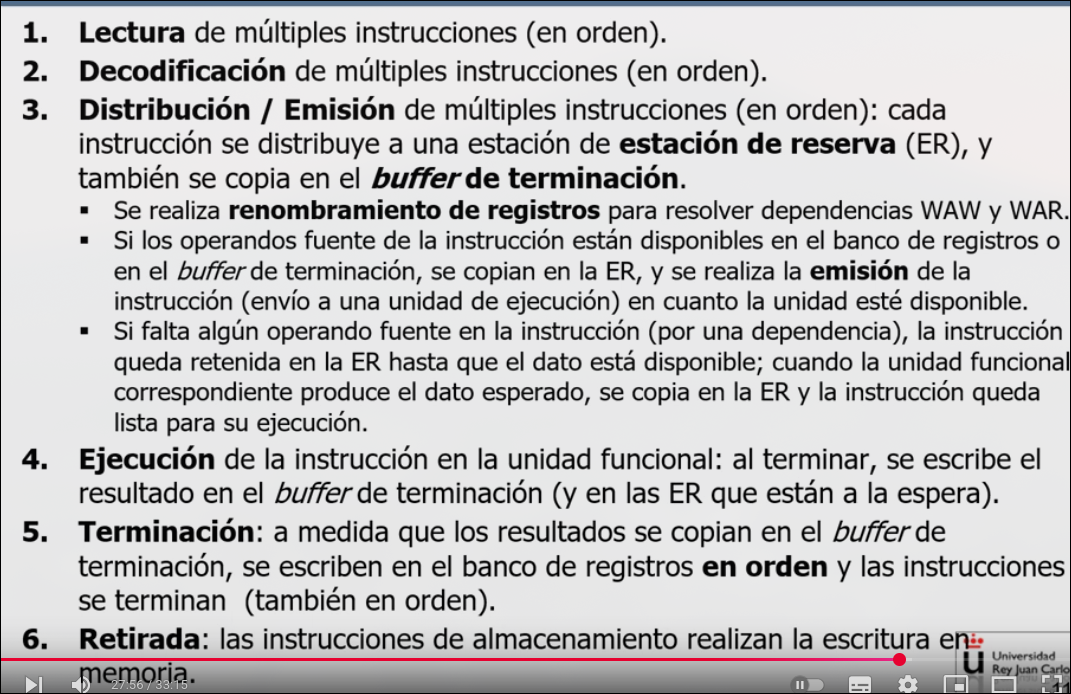 1. Lectura de múltiples instrucciones (en orden).
2. Decodificación de múltiples instrucciones (en orden).
3. Distribución / Emisión de múltiples instrucciones (en orden): cada
instrucción se distribuye a una estación de estación de reserva (ER), y
también se copia en el buffer de terminación.
▪ Se realiza renombramiento de registros para resolver dependencias WAW y WAR.
▪ Si los operandos fuente de la instrucción están disponibles en el banco de registros o
en el buffer de terminación, se copian en la ER, y se realiza la emisión de la
instrucción (envío a una unidad de ejecución) en cuanto la unidad esté disponible.
▪ Si falta algún operando fuente en la instrucción (por una dependencia), la instrucción
queda retenida en la ER hasta que el dato está disponible; cuando la unidad funcional
correspondiente produce el dato esperado, se copia en la ER y la instrucción queda
lista para su ejecución.
4. Ejecución de la instrucción en la unidad funcional: al terminar, se escribe el
resultado en el buffer de terminación (y en las ER que están a la espera).
5. Terminación: a medida que los resultados se copian en el buffer de
terminación, se escriben en el banco de registros en orden y las instrucciones
se terminan (también en orden).
6. Retirada: las instrucciones de almacenamiento realizan la escritura en
memoria.
27:56 / 33:15
u Universidad
Rey Juan Carlo
11